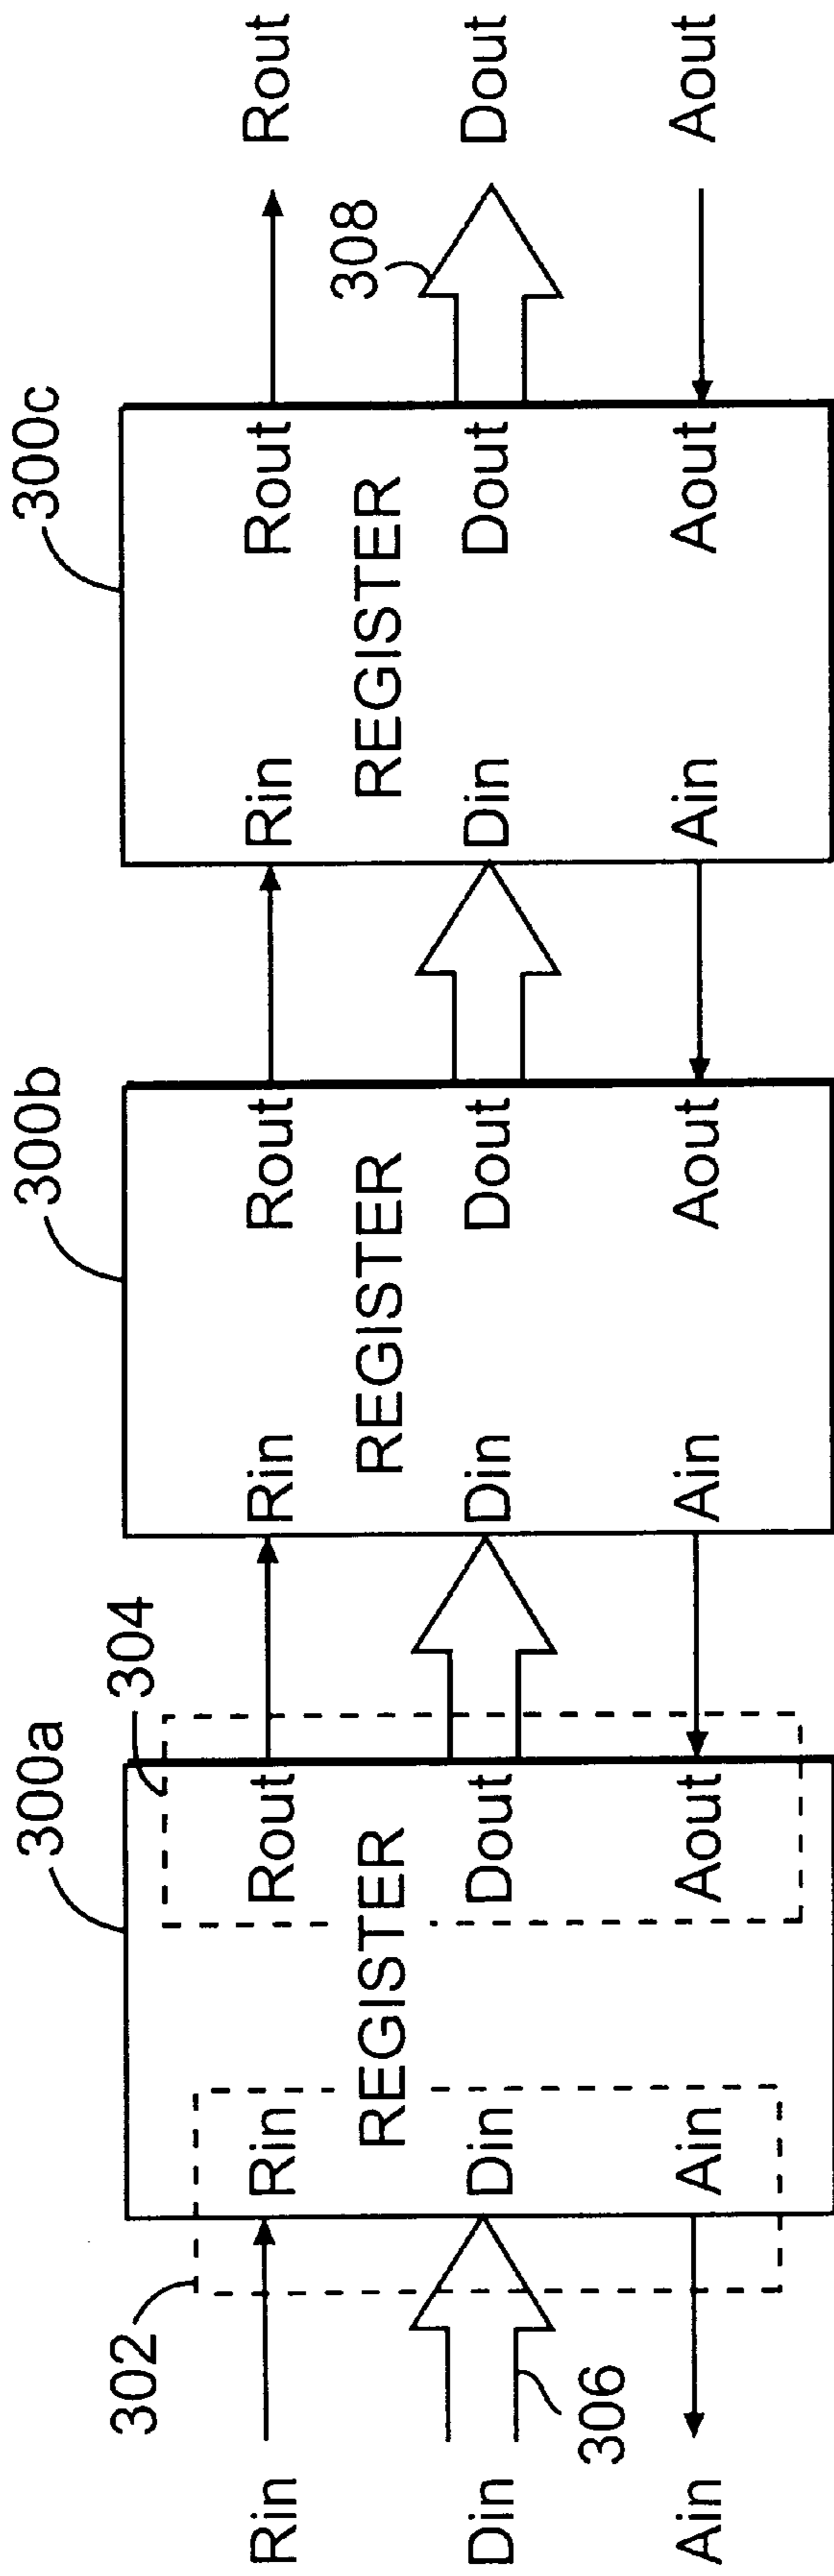 300a
300b
300c
302
304
Rin
Rin
Rout
Rin
Rout
Rin
Rout
Rout
REGISTER
REGISTER
REGISTER
308
Din
Din
Dout
Din
Dout
Din
Dout
Dout
306
Ain
Ain
Aout
Ain
Aout
Ain
Aout
Aout